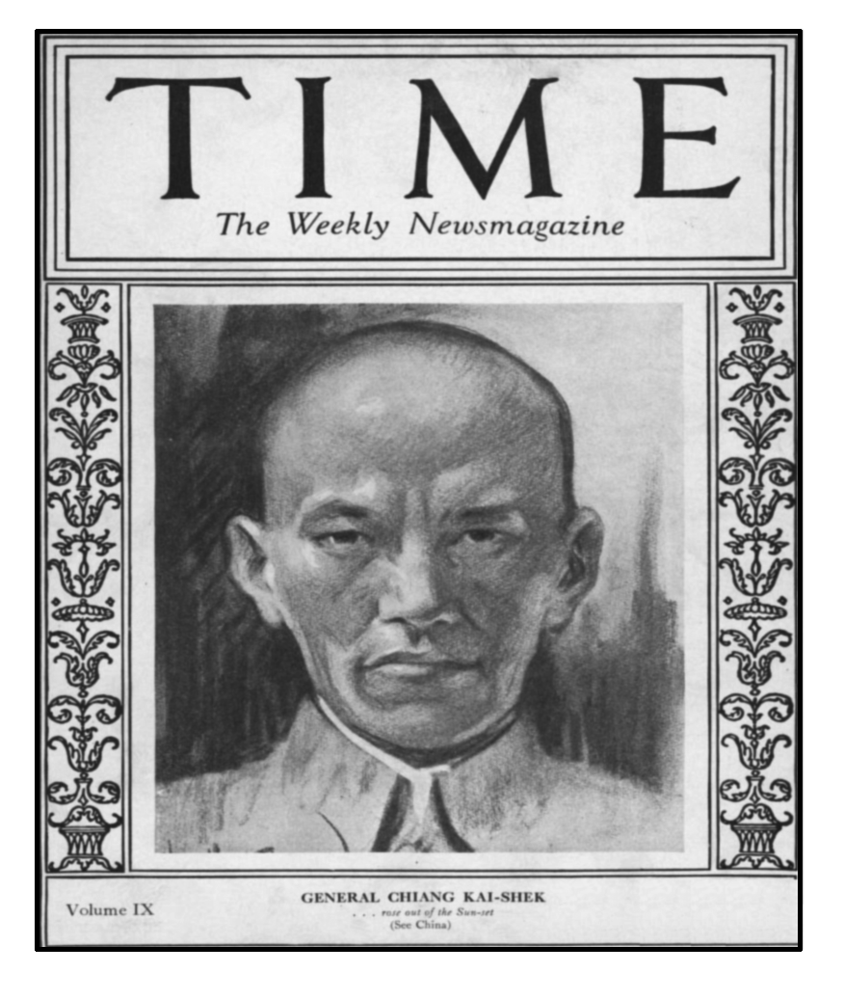 TIME
The Weekly Newsmagazine
Volume IX
GENERAL CHIANG KAI-SHEK
. . . rose out of the Sun-set
(See China)